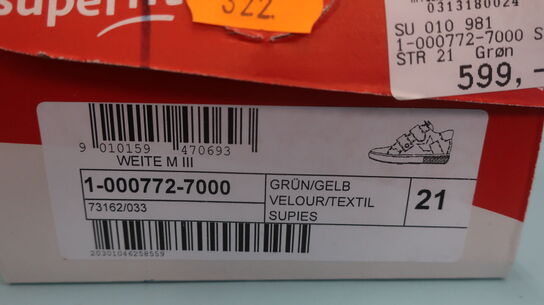 superfit
322
0313180024
SU 010 981
1-000772-7000 S
STR 21 Grøn
599,-
9 010159 470693
WEITE M III
1-000772-7000
73162/033
GRÜN/GELB
VELOUR/TEXTIL
SUPIES
21
20301046258559